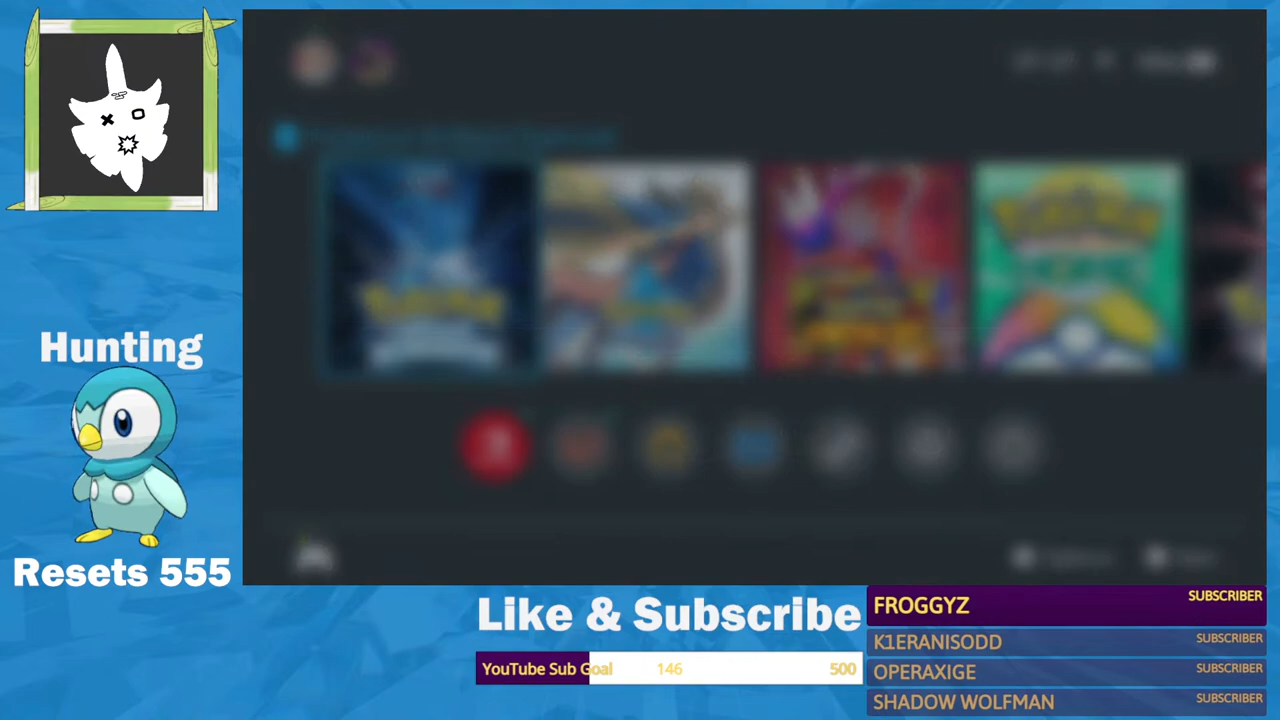 Hunting
Resets 555
Like & Subscribe
YouTube Sub Goal 146 500
FROGGYZ SUBSCRIBER
K1ERANISODD SUBSCRIBER
OPERAXIGE SUBSCRIBER
SHADOW WOLFMAN SUBSCRIBER